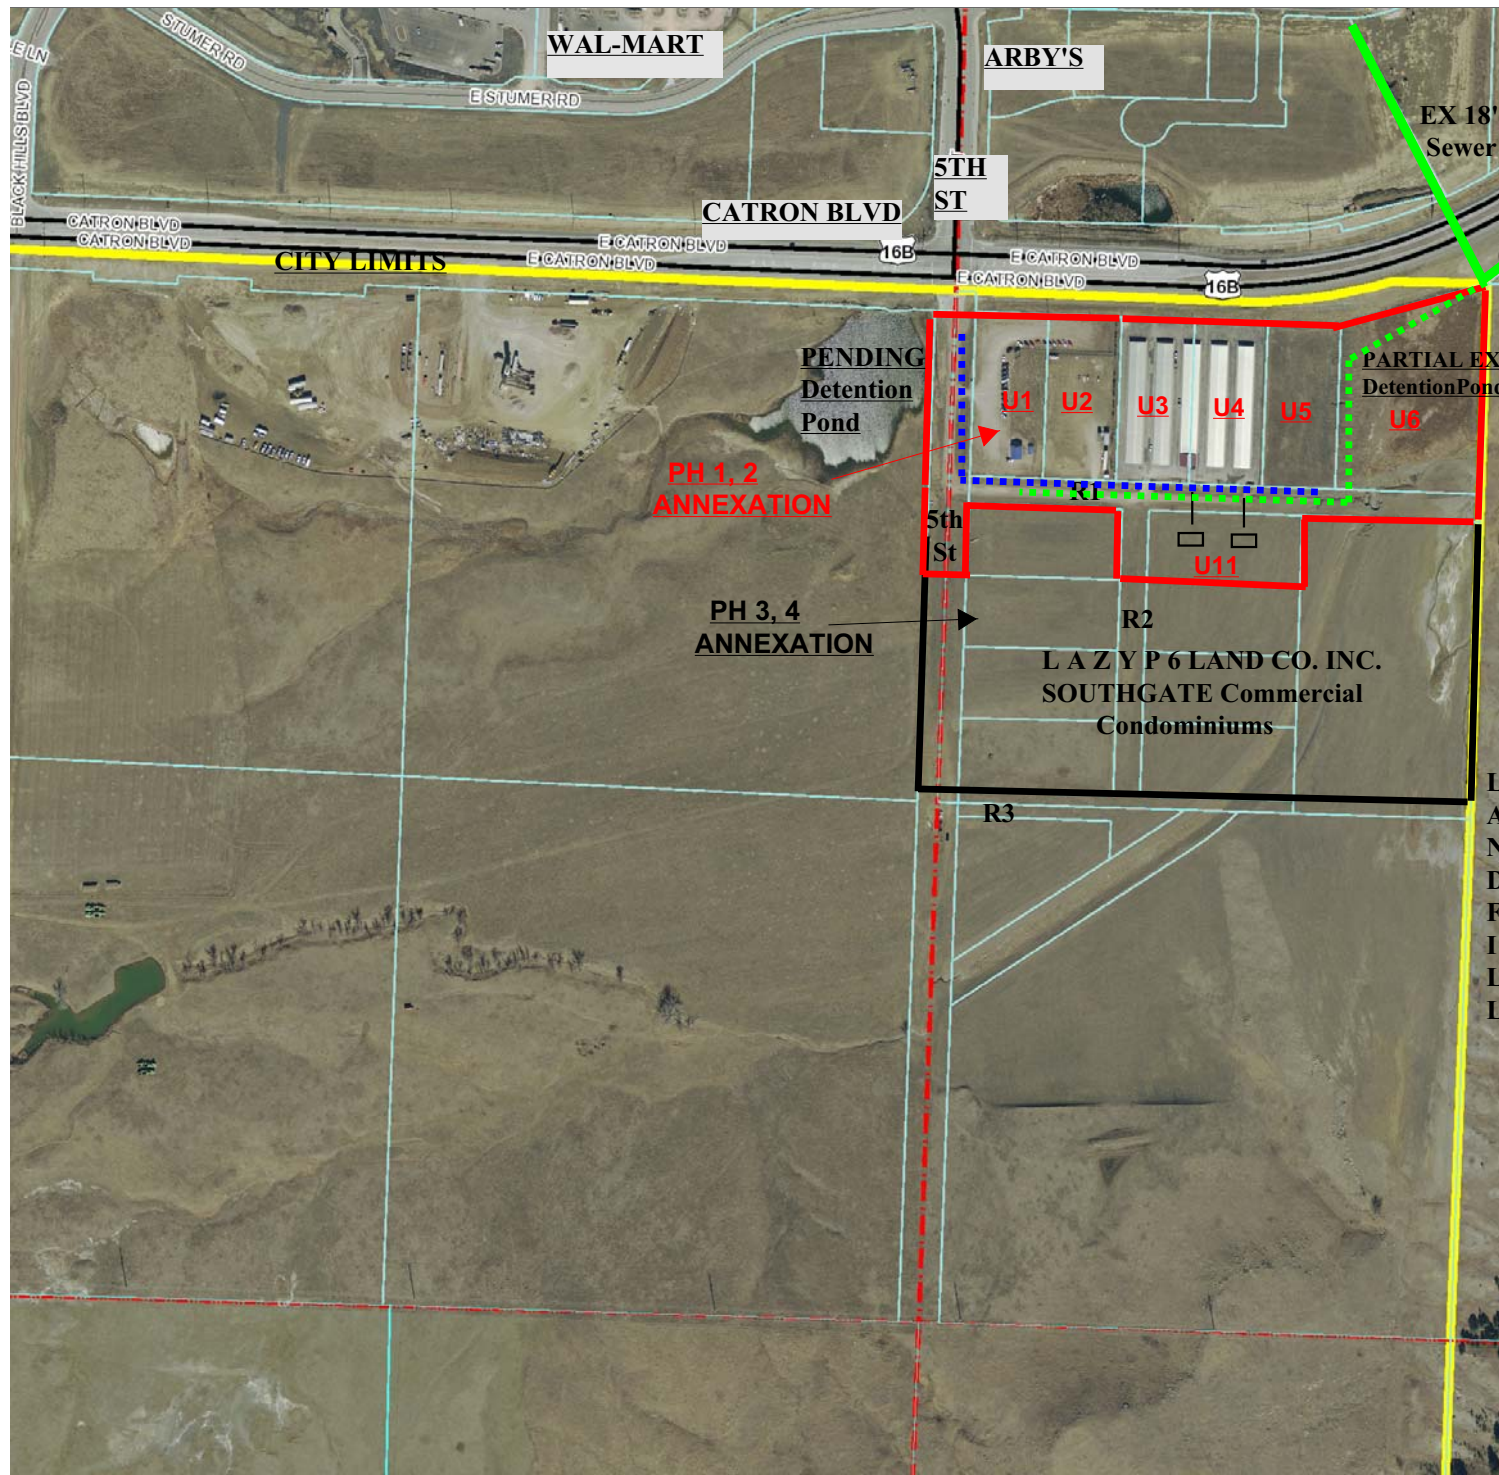 STUMER RD
E LN
WAL-MART
ARBY'S
E STUMER RD
BLACK HILLS BLVD
EX 18"
Sewer
5TH
ST
CATRON BLVD
CATRON BLVD
CATRON BLVD
E CATRON BLVD
E CATRON BLVD
16B
E CATRON BLVD
E CATRON BLVD
16B
CITY LIMITS
PENDING
Detention
Pond
PARTIAL EX
DetentionPond
U1
U2
U3
U4
U5
U6
PH 1, 2
ANNEXATION
R1
5th
St
U11
PH 3, 4
ANNEXATION
R2
L A Z Y P 6 LAND CO. INC.
SOUTHGATE Commercial
Condominiums
R3
L
A
N
D
F
I
L
L